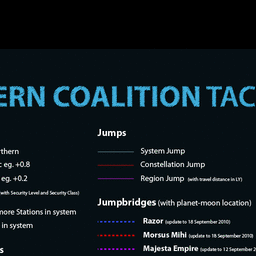 ERN COALITION TAC
Jumps
thern
System Jump
eg. +0.8
Constellation Jump
eg. +0.2
Region Jump (with travel distance in LY)
(with Security Level and Security Class)
Jumpbridges (with planet-moon location)
more Stations in system
in system
Razor (update to 18 September 2010)
Morsus Mihi (update to 18 September 2010)
Majesta Empire (update to 12 September 2